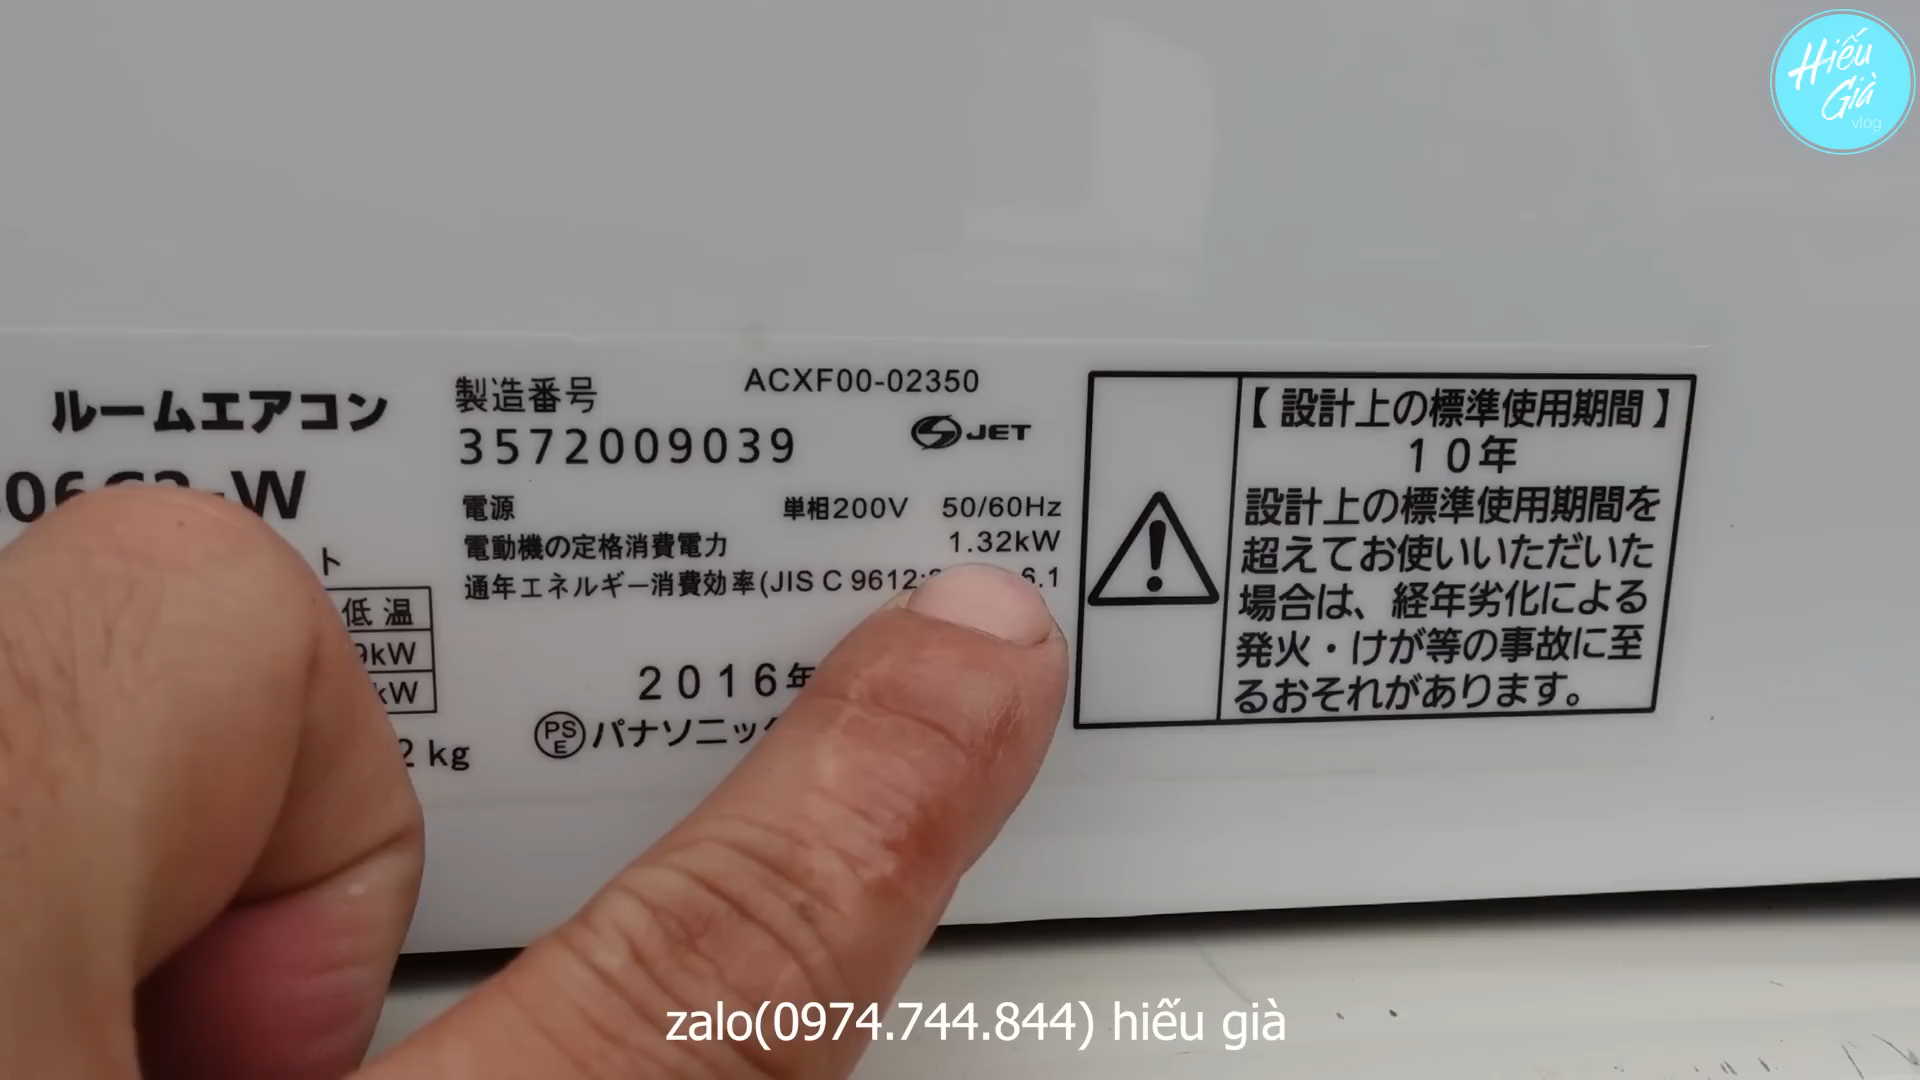 Hiếu
Già
vlog
ルームエアコン
-W
ト
低温
kW
kW
2 kg
製造番号
ACXF00-02350
3572009039
JET
電源 単相200V 50/60Hz
電動機の定格消費電力 1.32kW
通年エネルギー消費効率(JIS C 9612: 6.1
2016年
PS
E
パナソニック
【設計上の標準使用期間】
10年
設計上の標準使用期間を
超えてお使いいただいた
場合は、経年劣化による
発火・けが等の事故に至
るおそれがあります。
zalo(0974.744.844) hiếu già